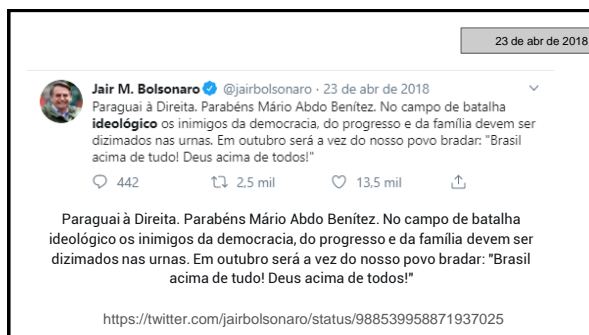 23 de abr de 2018
Jair M. Bolsonaro @jairbolsonaro · 23 de abr de 2018
Paraguai à Direita. Parabéns Mário Abdo Benítez. No campo de batalha
ideológico os inimigos da democracia, do progresso e da família devem ser
dizimados nas urnas. Em outubro será a vez do nosso povo bradar: "Brasil
acima de tudo! Deus acima de todos!"
442 2,5 mil 13,5 mil
Paraguai à Direita. Parabéns Mário Abdo Benítez. No campo de batalha
ideológico os inimigos da democracia, do progresso e da família devem ser
dizimados nas urnas. Em outubro será a vez do nosso povo bradar: "Brasil
acima de tudo! Deus acima de todos!"
https://twitter.com/jairbolsonaro/status/988539958871937025